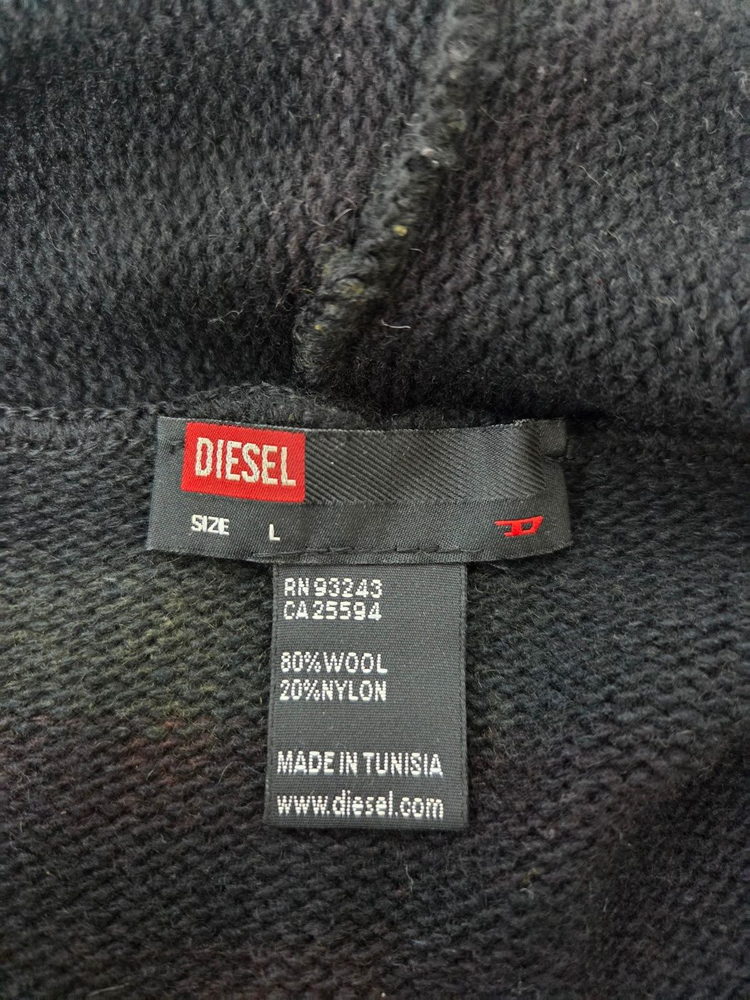 DIESEL
SIZE L
RN 93243
CA 25594
80%WOOL
20%NYLON
MADE IN TUNISIA
www.diesel.com